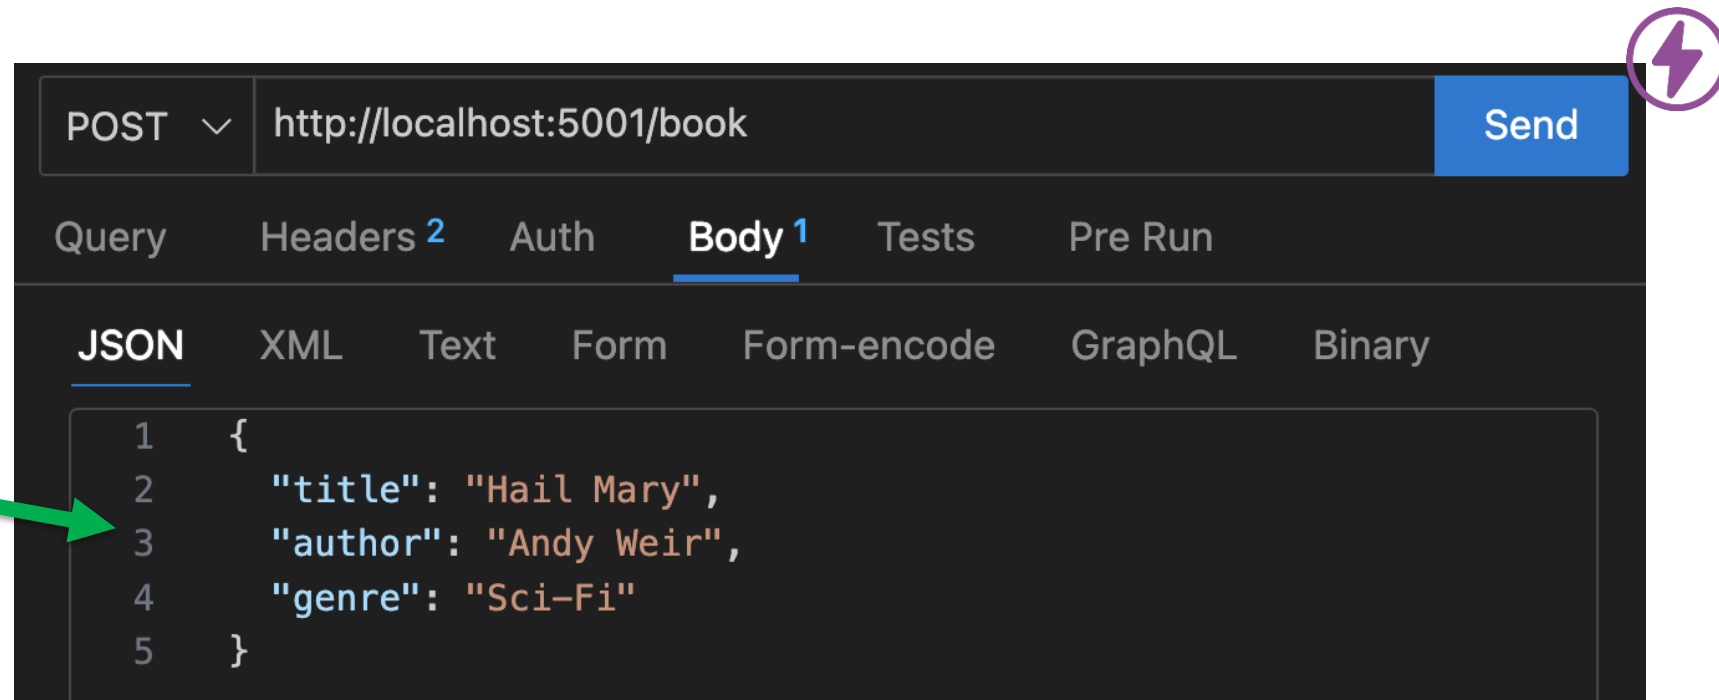 POST http://localhost:5001/book Send
Query Headers 2 Auth Body 1 Tests Pre Run
JSON XML Text Form Form-encode GraphQL Binary
1 {
2 "title": "Hail Mary",
3 "author": "Andy Weir",
4 "genre": "Sci-Fi"
5 }